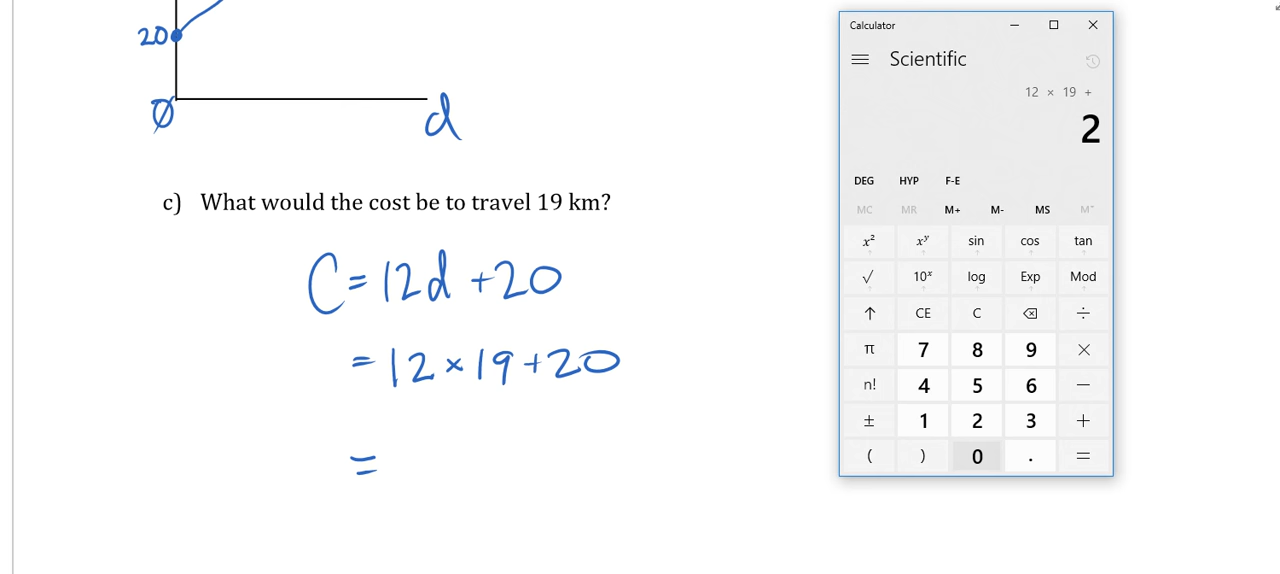 20
0
d
c) What would the cost be to travel 19 km?
C = 12d + 20
= 12 × 19 + 20
=
Calculator
Scientific
12 × 19 +
2
DEG HYP F-E
MC MR M+ M- MS M˅
x² xʸ sin cos tan
√ 10ˣ log Exp Mod
↑ CE C ⌫ ÷
π 7 8 9 ×
n! 4 5 6 −
± 1 2 3 +
( ) 0 . =